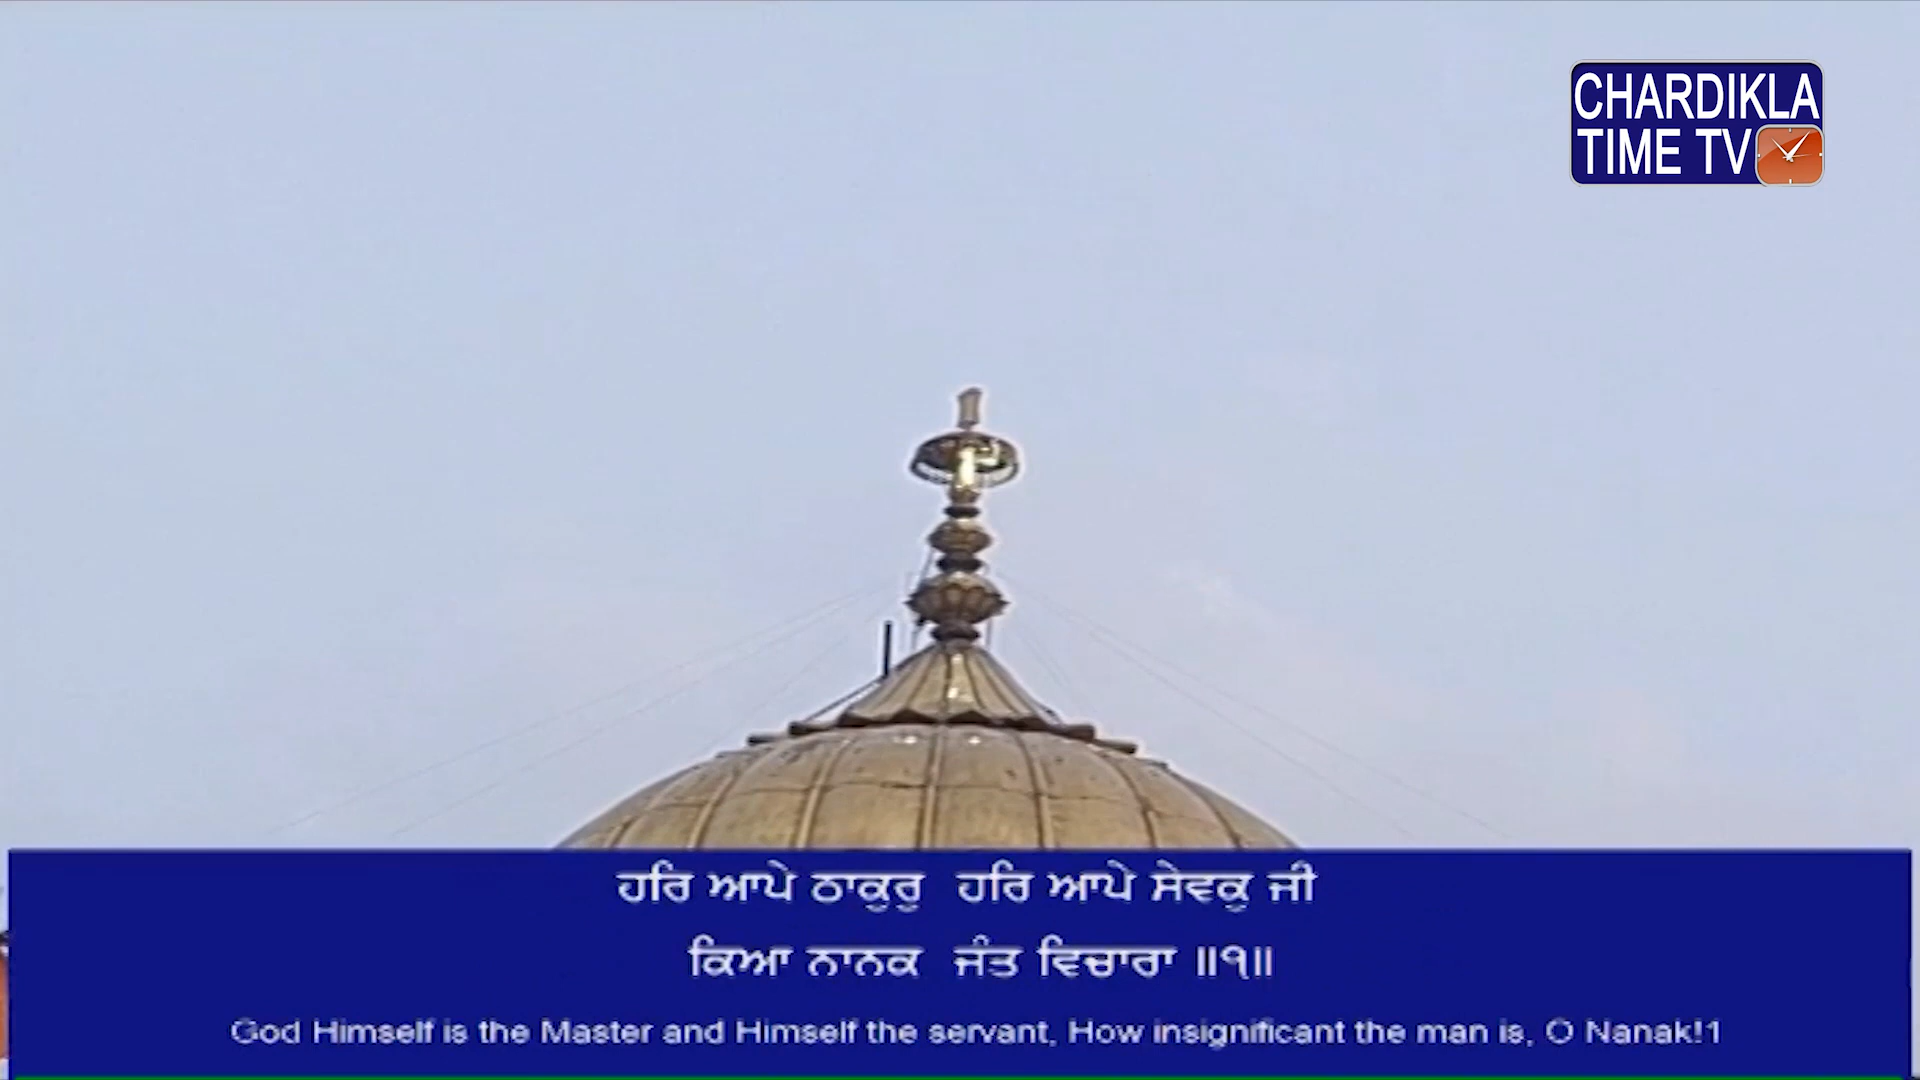 CHARDIKLA
TIME TV
ਹਰਿ ਆਪੇ ਠਾਕੁਰੁ ਹਰਿ ਆਪੇ ਸੇਵਕੁ ਜੀ
ਕਿਆ ਨਾਨਕ ਜੰਤ ਵਿਚਾਰਾ ॥੧॥
God Himself is the Master and Himself the servant, How insignificant the man is, O Nanak!1